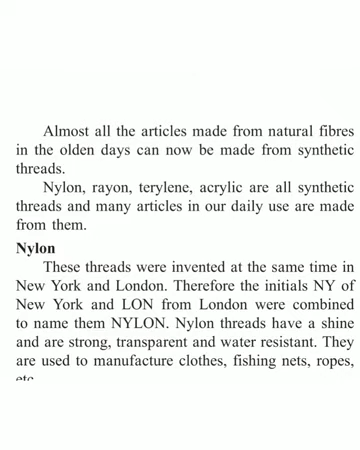 Almost all the articles made from natural fibres
in the olden days can now be made from synthetic
threads.
Nylon, rayon, terylene, acrylic are all synthetic
threads and many articles in our daily use are made
from them.
Nylon
These threads were invented at the same time in
New York and London. Therefore the initials NY of
New York and LON from London were combined
to name them NYLON. Nylon threads have a shine
and are strong, transparent and water resistant. They
are used to manufacture clothes, fishing nets, ropes,
etc